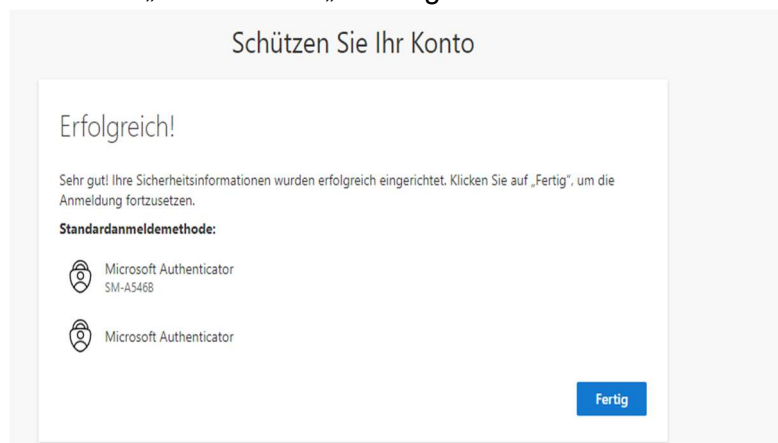 Schützen Sie Ihr Konto
Erfolgreich!
Sehr gut! Ihre Sicherheitsinformationen wurden erfolgreich eingerichtet. Klicken Sie auf „Fertig", um die
Anmeldung fortzusetzen.
Standardanmeldemethode:
Microsoft Authenticator
SM-A546B
Microsoft Authenticator
Fertig